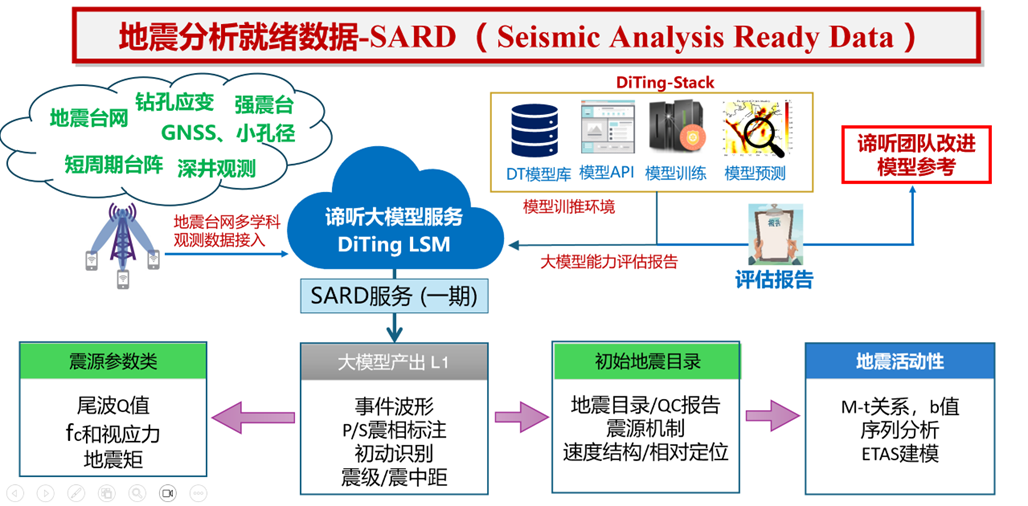 地震分析就绪数据-SARD（Seismic Analysis Ready Data）
地震台网
钻孔应变
强震台
GNSS、小孔径
短周期台阵
深井观测
地震台网多学科
观测数据接入
谛听大模型服务
DiTing LSM
DiTing-Stack
DT模型库
模型API
模型训练
模型预测
模型训推环境
大模型能力评估报告
评估报告
谛听团队改进
模型参考
SARD服务 (一期)
震源参数类
尾波Q值
fc和视应力
地震矩
大模型产出 L1
事件波形
P/S震相标注
初动识别
震级/震中距
初始地震目录
地震目录/QC报告
震源机制
速度结构/相对定位
地震活动性
M-t关系，b值
序列分析
ETAS建模